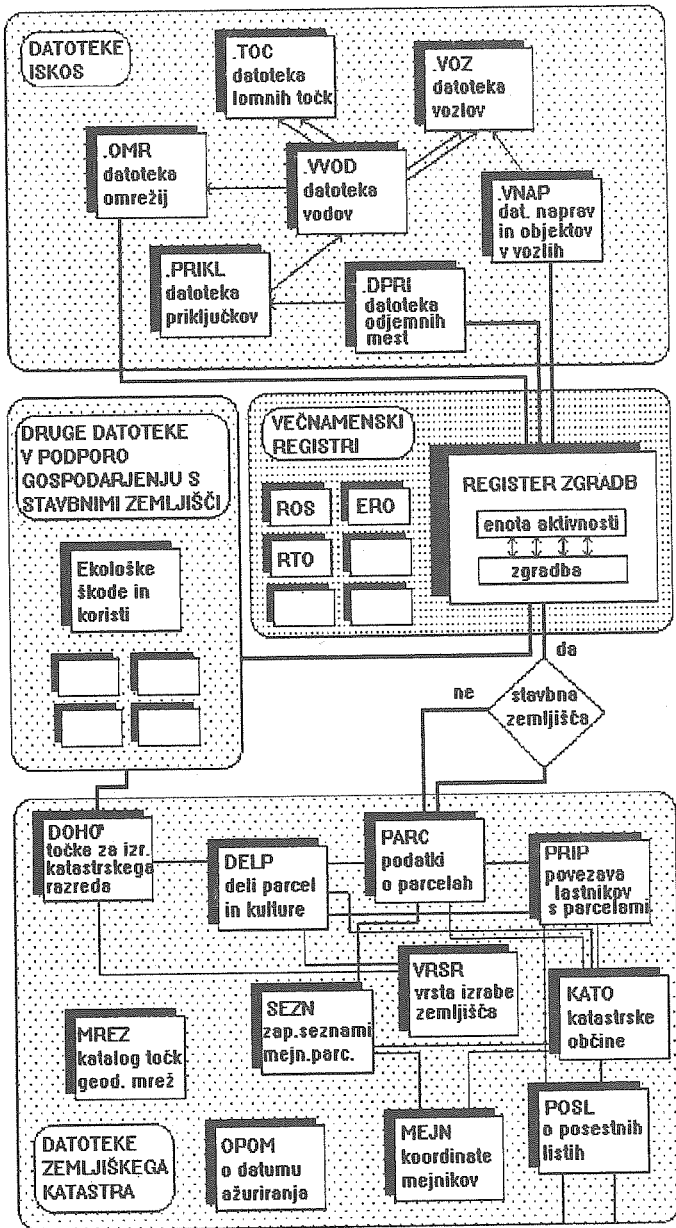 DATOTEKE
ISKOS
.TOC
datoteka
lomnih točk
.VOZ
datoteka
vozlov
.OMR
datoteka
omrežij
.VVOD
datoteka
vodov
.VNAP
dat. naprav
in objektov
v vozlih
.PRIKL
datoteka
priključkov
.DPRI
datoteka
odjemnih
mest
DRUGE DATOTEKE
V PODPORO
GOSPODARJENJU S
STAVBNIMI ZEMLJIŠČI
Ekološke
škode in
koristi
VEČNAMENSKI
REGISTRI
ROS
ERO
RTO
REGISTER ZGRADB
enota aktivnosti
zgradba
da
ne
stavbna
zemljišča
DOHO*
točke za izr.
katastrskega
razreda
DELP
deli parcel
in kulture
PARC
podatki
o parcelah
PRIP
povezava
lastnikov
s parcelami
VRSR
vrsta izrabe
zemljišča
SEZN
zap.seznami
mejn.parc.
KATO
katastrske
občine
MREZ
katalog točk
geod. mrež
OPOM
o datumu
ažuriranja
MEJN
koordinate
mejnikov
POSL
o posestnih
listih
DATOTEKE
ZEMLJIŠKEGA
KATASTRA